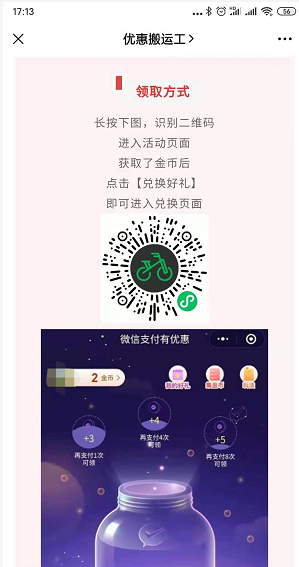 17:13
56
优惠搬运工
领取方式
长按下图，识别二维码
进入活动页面
获取了金币后
点击【兑换好礼】
即可进入兑换页面
微信支付有优惠
2 金币
我的好礼
集金币
玩法
+3
再支付1次
可领
+4
再支付4次
可领
+5
再支付8次
可领